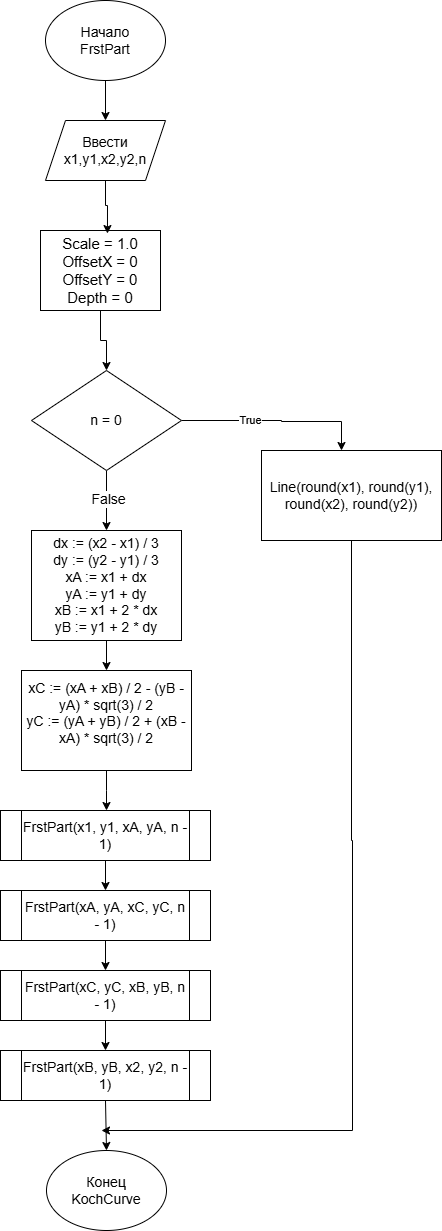 Начало
FrstPart
Ввести
x1,y1,x2,y2,n
Scale = 1.0
OffsetX = 0
OffsetY = 0
Depth = 0
n = 0
True
Line(round(x1), round(y1),
round(x2), round(y2))
False
dx := (x2 - x1) / 3
dy := (y2 - y1) / 3
xA := x1 + dx
yA := y1 + dy
xB := x1 + 2 * dx
yB := y1 + 2 * dy
xC := (xA + xB) / 2 - (yB -
yA) * sqrt(3) / 2
yC := (yA + yB) / 2 + (xB -
xA) * sqrt(3) / 2
FrstPart(x1, y1, xA, yA, n -
1)
FrstPart(xA, yA, xC, yC, n
- 1)
FrstPart(xC, yC, xB, yB, n
- 1)
FrstPart(xB, yB, x2, y2, n -
1)
Конец
KochCurve